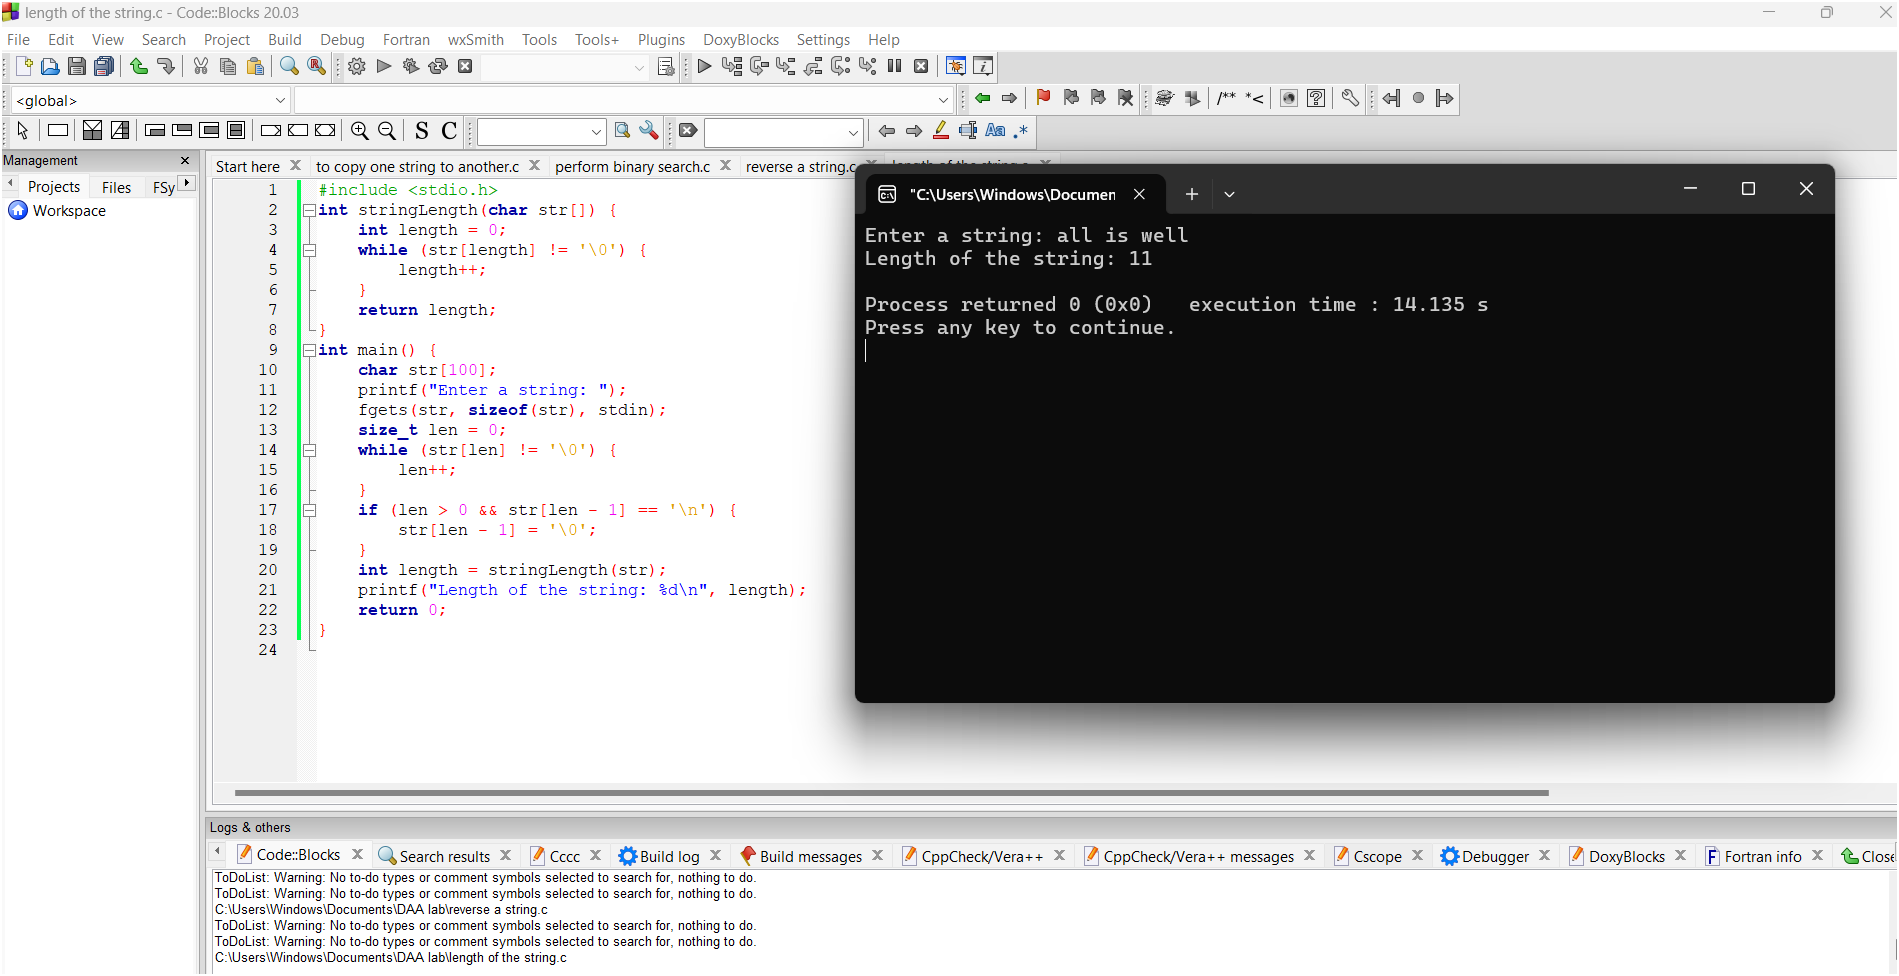 length of the string.c - Code::Blocks 20.03
File Edit View Search Project Build Debug Fortran wxSmith Tools Tools+ Plugins DoxyBlocks Settings Help
<global>
/** *<
S C
Aa .*
Management
Projects Files FSy
Workspace
Start here to copy one string to another.c perform binary search.c reverse a string.c length of the string.c
1 #include <stdio.h>
2 int stringLength(char str[]) {
3 int length = 0;
4 while (str[length] != '\0') {
5 length++;
6 }
7 return length;
8 }
9 int main() {
10 char str[100];
11 printf("Enter a string: ");
12 fgets(str, sizeof(str), stdin);
13 size_t len = 0;
14 while (str[len] != '\0') {
15 len++;
16 }
17 if (len > 0 && str[len - 1] == '\n') {
18 str[len - 1] = '\0';
19 }
20 int length = stringLength(str);
21 printf("Length of the string: %d\n", length);
22 return 0;
23 }
24
"C:\Users\Windows\Documen
Enter a string: all is well
Length of the string: 11
Process returned 0 (0x0) execution time : 14.135 s
Press any key to continue.
Logs & others
Code::Blocks Search results Cccc Build log Build messages CppCheck/Vera++ CppCheck/Vera++ messages Cscope Debugger DoxyBlocks Fortran info Close
ToDoList: Warning: No to-do types or comment symbols selected to search for, nothing to do.
ToDoList: Warning: No to-do types or comment symbols selected to search for, nothing to do.
C:\Users\Windows\Documents\DAA lab\reverse a string.c
ToDoList: Warning: No to-do types or comment symbols selected to search for, nothing to do.
ToDoList: Warning: No to-do types or comment symbols selected to search for, nothing to do.
C:\Users\Windows\Documents\DAA lab\length of the string.c